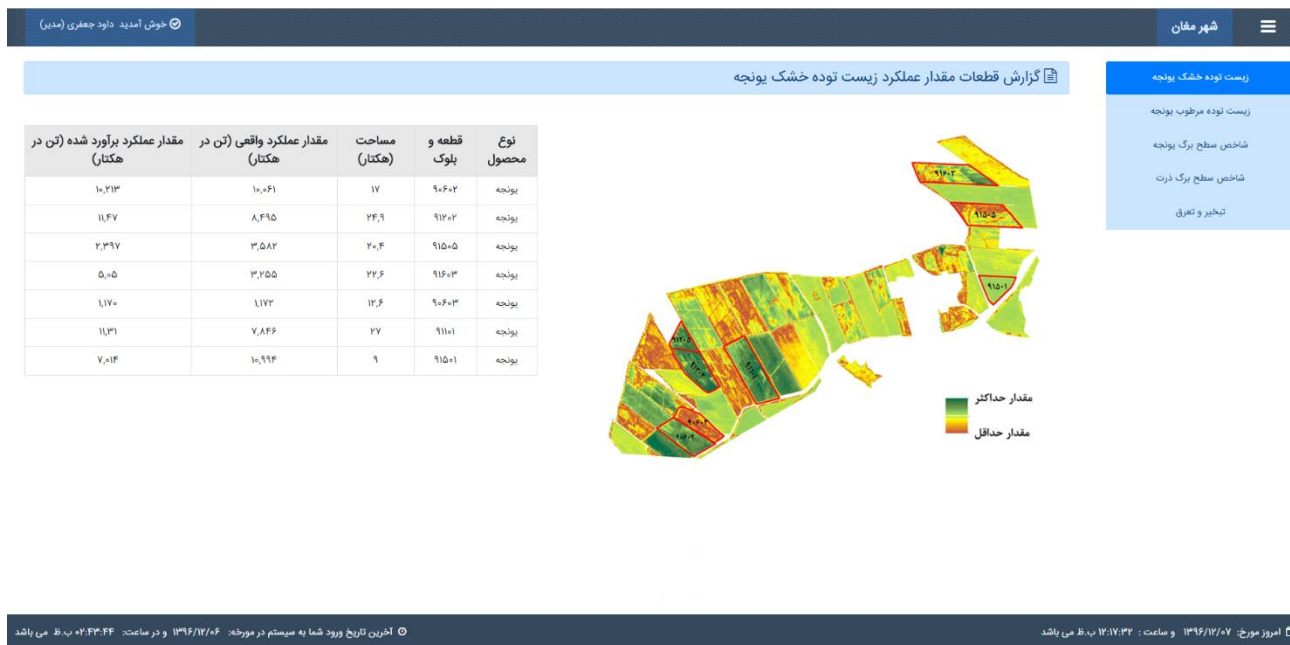 شهر مغان
خوش آمدید داود جعفری (مدیر)
زیست توده خشک یونجه
زیست توده مرطوب یونجه
شاخص سطح برگ یونجه
شاخص سطح برگ ذرت
تبخیر و تعرق
گزارش قطعات مقدار عملکرد زیست توده خشک یونجه
نوع محصول قطعه و بلوک مساحت (هکتار) مقدار عملکرد واقعی (تن در هکتار) مقدار عملکرد برآورد شده (تن در هکتار)
یونجه ۹۰۶۰۲ ۱۷ ۱۰,۰۶۱ ۱۰,۲۱۳
یونجه ۹۱۲۰۲ ۲۴,۹ ۸,۴۹۵ ۱۱,۴۷
یونجه ۹۱۵۰۵ ۲۰,۴ ۳,۵۸۲ ۲,۳۹۷
یونجه ۹۱۶۰۳ ۲۲,۶ ۳,۲۵۵ ۵,۰۵
یونجه ۹۰۶۰۳ ۱۲,۶ ۱,۱۷۲ ۱,۱۷۰
یونجه ۹۱۱۰۱ ۲۷ ۷,۸۴۶ ۱۱,۳۱
یونجه ۹۱۵۰۱ ۹ ۱۰,۹۹۴ ۷,۰۱۴
۹۱۶۰۳
۹۱۵۰۵
۹۱۵۰۱
۹۱۲۰۵
۹۱۲۰۲
۹۱۱۰۱
۹۰۶۰۳
۹۰۶۰۲
مقدار حداکثر
مقدار حداقل
امروز مورخ: ۱۳۹۶/۱۲/۰۷ و ساعت : ۱۲:۱۷:۳۲ ب.ظ می باشد
آخرین تاریخ ورود شما به سیستم در مورخه: ۱۳۹۶/۱۲/۰۶ و در ساعت: ۰۲:۴۳:۴۴ ب.ظ می باشد